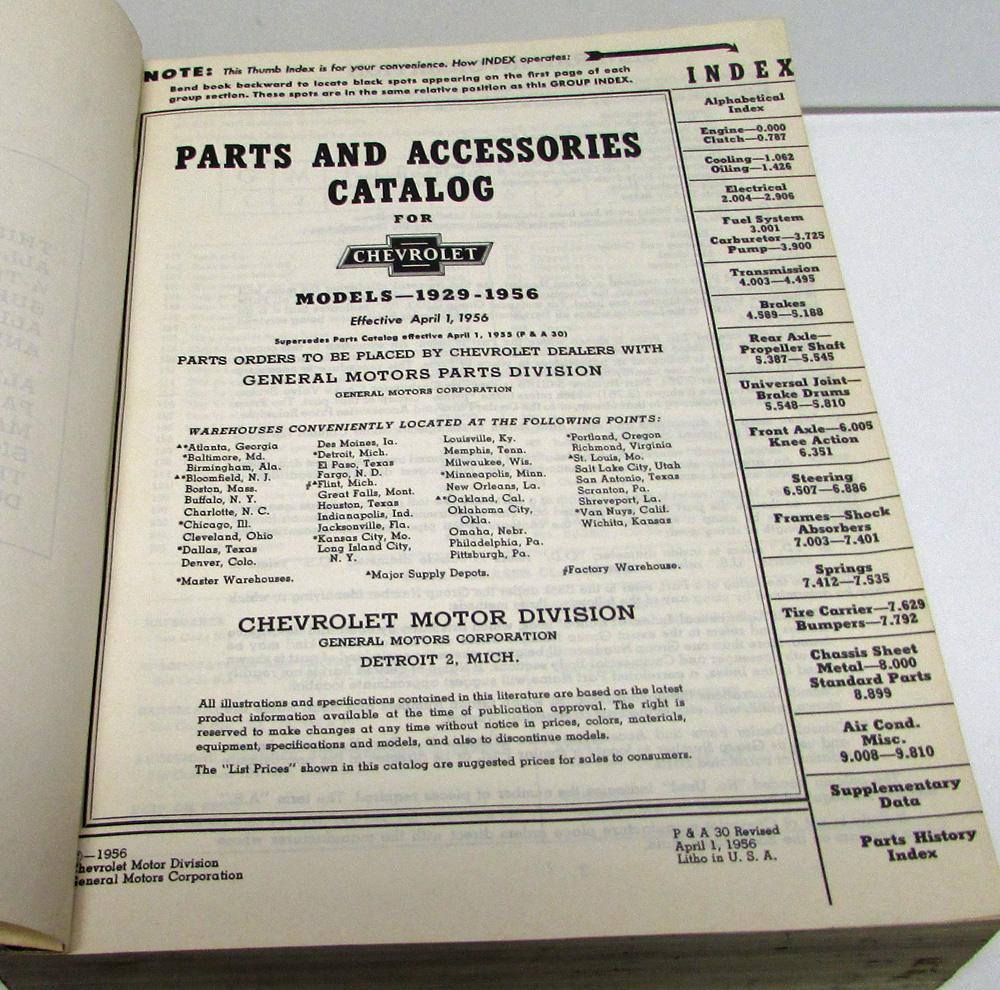 NOTE: This Thumb Index is for your convenience. How INDEX operates:
Bend book backward to locate black spots appearing on the first page of each
group section. These spots are in the same relative position as this GROUP INDEX.
PARTS AND ACCESSORIES
CATALOG
FOR
CHEVROLET
MODELS—1929-1956
Effective April 1, 1956
Supersedes Parts Catalog effective April 1, 1955 (P & A 30)
PARTS ORDERS TO BE PLACED BY CHEVROLET DEALERS WITH
GENERAL MOTORS PARTS DIVISION
GENERAL MOTORS CORPORATION
WAREHOUSES CONVENIENTLY LOCATED AT THE FOLLOWING POINTS:
▲*Atlanta, Georgia
*Baltimore, Md.
Birmingham, Ala.
▲*Bloomfield, N. J.
Boston, Mass.
Buffalo, N. Y.
Charlotte, N. C.
*Chicago, Ill.
Cleveland, Ohio
*Dallas, Texas
Denver, Colo.
Des Moines, Ia.
*Detroit, Mich.
El Paso, Texas
Fargo, N. D.
ƒ*Flint, Mich.
Great Falls, Mont.
Houston, Texas
Indianapolis, Ind.
Jacksonville, Fla.
*Kansas City, Mo.
Long Island City,
N. Y.
Louisville, Ky.
Memphis, Tenn.
Milwaukee, Wis.
*Minneapolis, Minn.
New Orleans, La.
▲*Oakland, Cal.
Oklahoma City,
Okla.
Omaha, Nebr.
Philadelphia, Pa.
Pittsburgh, Pa.
*Portland, Oregon
Richmond, Virginia
▲St. Louis, Mo.
Salt Lake City, Utah
San Antonio, Texas
Scranton, Pa.
Shreveport, La.
*Van Nuys, Calif.
Wichita, Kansas
*Master Warehouses. ▲Major Supply Depots. ƒFactory Warehouse.
CHEVROLET MOTOR DIVISION
GENERAL MOTORS CORPORATION
DETROIT 2, MICH.
All illustrations and specifications contained in this literature are based on the latest
product information available at the time of publication approval. The right is
reserved to make changes at any time without notice in prices, colors, materials,
equipment, specifications and models, and also to discontinue models.
The "List Prices" shown in this catalog are suggested prices for sales to consumers.
©—1956
Chevrolet Motor Division
General Motors Corporation
P & A 30 Revised
April 1, 1956
Litho in U. S. A.
INDEX
Alphabetical
Index
Engine—0.000
Clutch—0.787
Cooling—1.062
Oiling—1.426
Electrical
2.004—2.906
Fuel System
3.001
Carburetor—3.725
Pump—3.900
Transmission
4.003—4.495
Brakes
4.589—5.188
Rear Axle—
Propeller Shaft
5.387—5.545
Universal Joint—
Brake Drums
5.548—5.810
Front Axle—6.005
Knee Action
6.351
Steering
6.507—6.886
Frames—Shock
Absorbers
7.003—7.401
Springs
7.412—7.535
Tire Carrier—7.629
Bumpers—7.792
Chassis Sheet
Metal—8.000
Standard Parts
8.899
Air Cond.
Misc.
9.008—9.810
Supplementary
Data
Parts History
Index